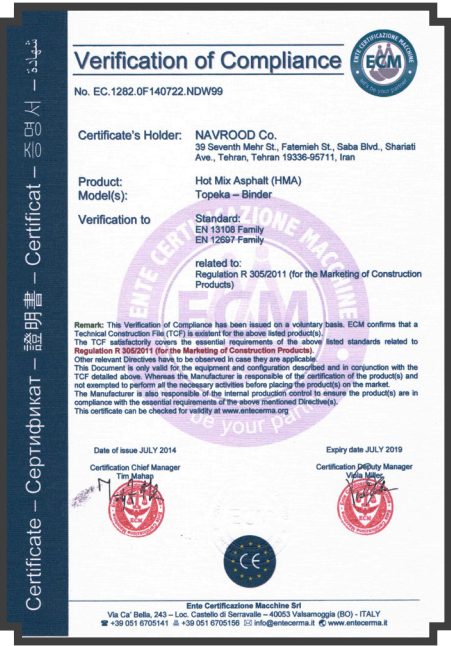 Certificate – Сертификат – 證明書 – Certificat – 증명서 – شهادة
Verification of Compliance
ENTE CERTIFICAZIONE MACCHINE
ECM
let's be your partner
No. EC.1282.0F140722.NDW99
Certificate's Holder: NAVROOD Co.
39 Seventh Mehr St., Fatemieh St., Saba Blvd., Shariati
Ave., Tehran, Tehran 19336-95711, Iran
Product: Hot Mix Asphalt (HMA)
Model(s): Topeka – Binder
Verification to Standard:
EN 13108 Family
EN 12697 Family
related to:
Regulation R 305/2011 (for the Marketing of Construction
Products)
Remark: This Verification of Compliance has been issued on a voluntary basis. ECM confirms that a
Technical Construction File (TCF) is existent for the above listed product(s).
The TCF satisfactorily covers the essential requirements of the above listed standards related to
Regulation R 305/2011 (for the Marketing of Construction Products).
Other relevant Directives have to be observed in case they are applicable.
This Document is only valid for the equipment and configuration described and in conjunction with the
TCF detailed above. Whereas the Manufacturer is responsible of the certification of the product(s) and
not exempted to perform all the necessary activities before placing the product(s) on the market.
The Manufacturer is also responsible of the internal production control to ensure the product(s) are in
compliance with the essential requirements of the above mentioned Directive(s).
This certificate can be checked for validity at www.entecerma.org
Date of issue JULY 2014 Expiry date JULY 2019
Certification Chief Manager Certification Deputy Manager
Tim Mahan Viola Miller
ECM ECM
CE
Ente Certificazione Macchine Srl
Via Ca' Bella, 243 – Loc. Castello di Serravalle – 40053 Valsamoggia (BO) - ITALY
☎ +39 051 6705141 +39 051 6705156 ✉ info@entecerma.it www.entecerma.it